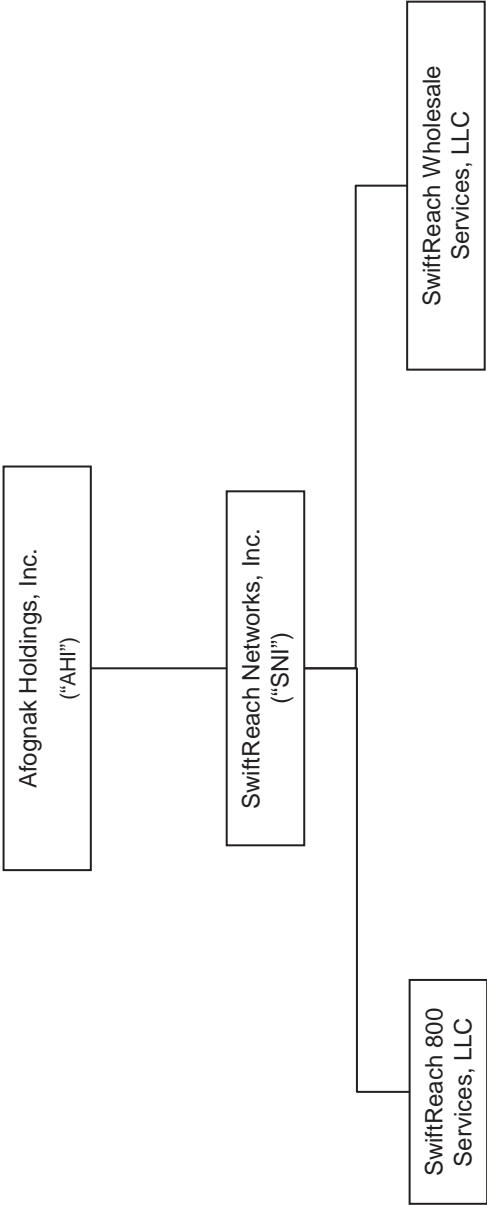 Afognak Holdings, Inc.
(“AHI”)
SwiftReach Networks, Inc.
(“SNI”)
SwiftReach 800
Services, LLC
SwiftReach Wholesale
Services, LLC